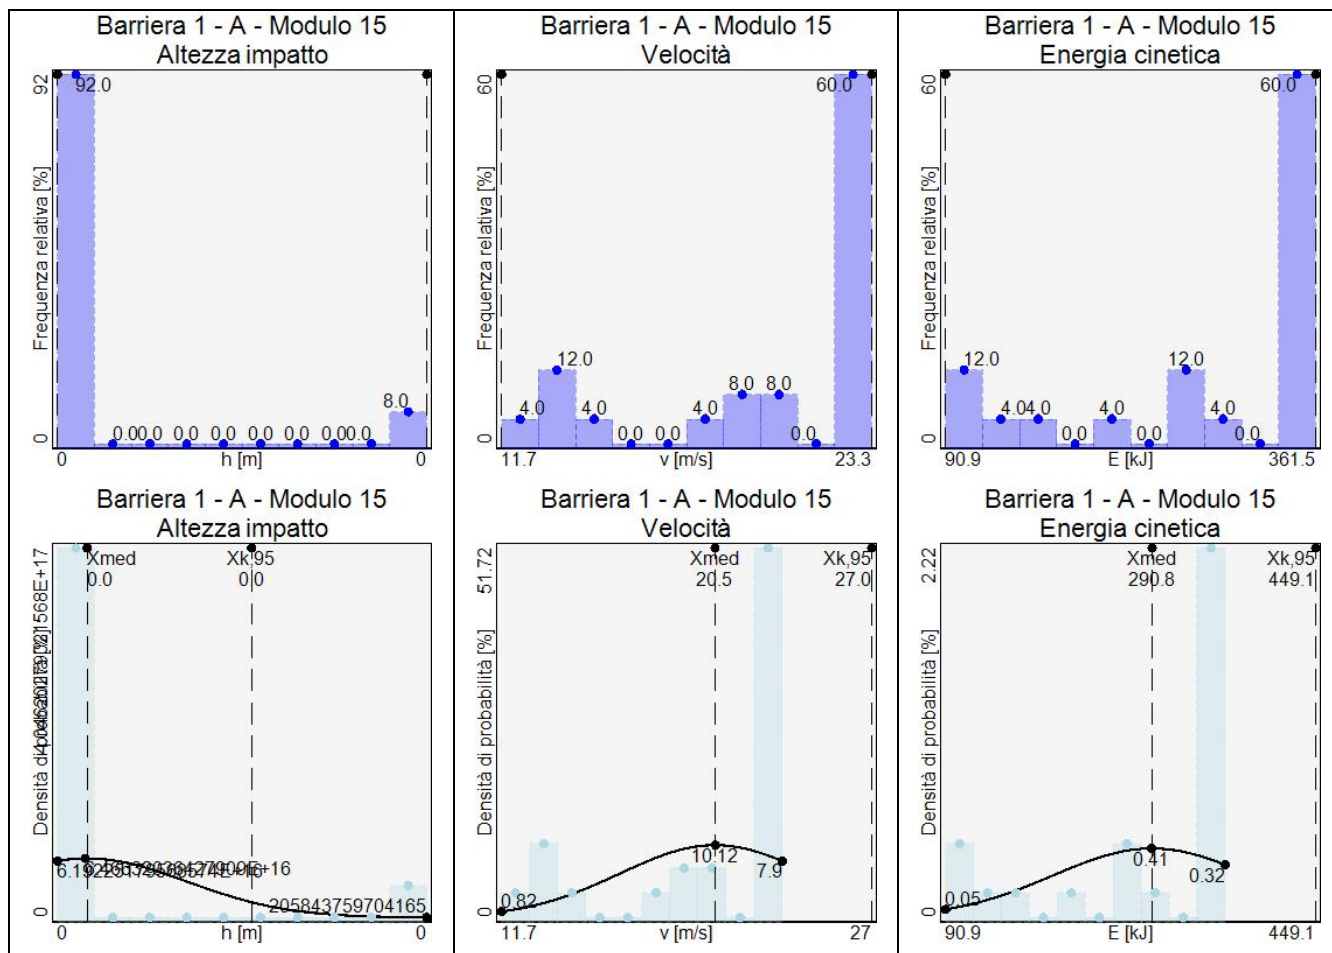 Barriera 1 - A - Modulo 15
Altezza impatto
92
92.0
Frequenza relativa [%]
0.0
0.0
0.0
0.0
0.0
0.0
0.0
0.0
8.0
0
0
h [m]
0
Barriera 1 - A - Modulo 15
Velocità
60
60.0
Frequenza relativa [%]
4.0
12.0
4.0
0.0
0.0
4.0
8.0
8.0
0.0
0
11.7
v [m/s]
23.3
Barriera 1 - A - Modulo 15
Energia cinetica
60
60.0
Frequenza relativa [%]
12.0
4.0
4.0
0.0
4.0
0.0
12.0
4.0
0.0
0
90.9
E [kJ]
361.5
Barriera 1 - A - Modulo 15
Altezza impatto
Xmed
0.0
Xk,95
0.0
Densità di probabilità [%]
205843759704165
0
0
h [m]
0
Barriera 1 - A - Modulo 15
Velocità
51.72
Xmed
20.5
Xk,95
27.0
Densità di probabilità [%]
0.82
10.12
7.9
0
11.7
v [m/s]
27
Barriera 1 - A - Modulo 15
Energia cinetica
2.22
Xmed
290.8
Xk,95
449.1
Densità di probabilità [%]
0.05
0.41
0.32
0
90.9
E [kJ]
449.1